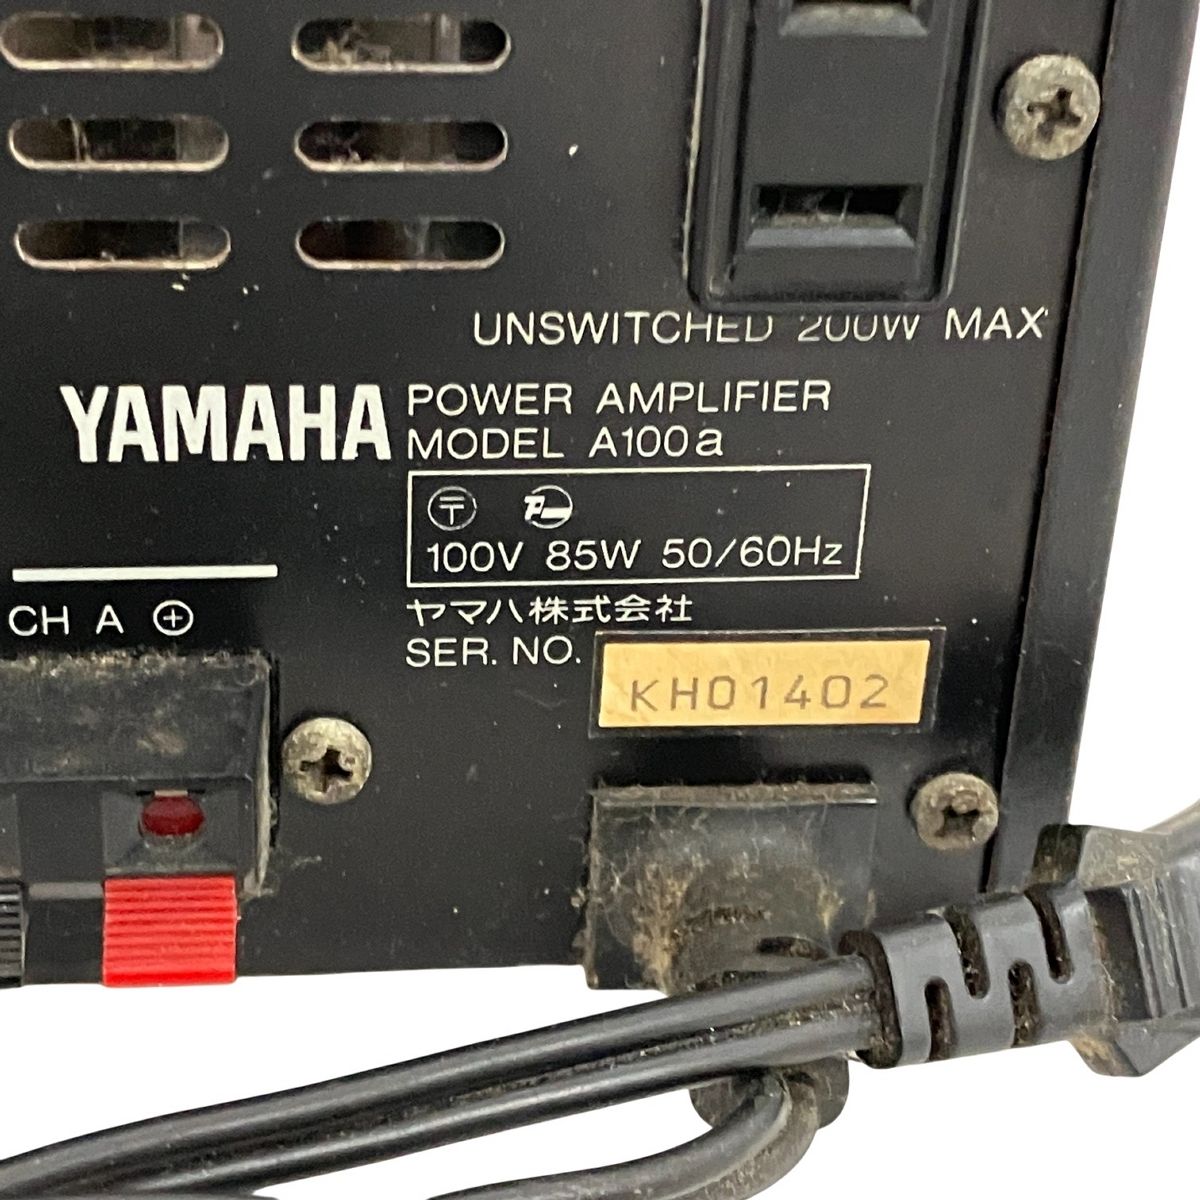 UNSWITCHED 200W MAX
YAMAHA
POWER AMPLIFIER
MODEL A100a
〒
100V 85W 50/60Hz
ヤマハ株式会社
SER. NO. KH01402
CH A ⊕